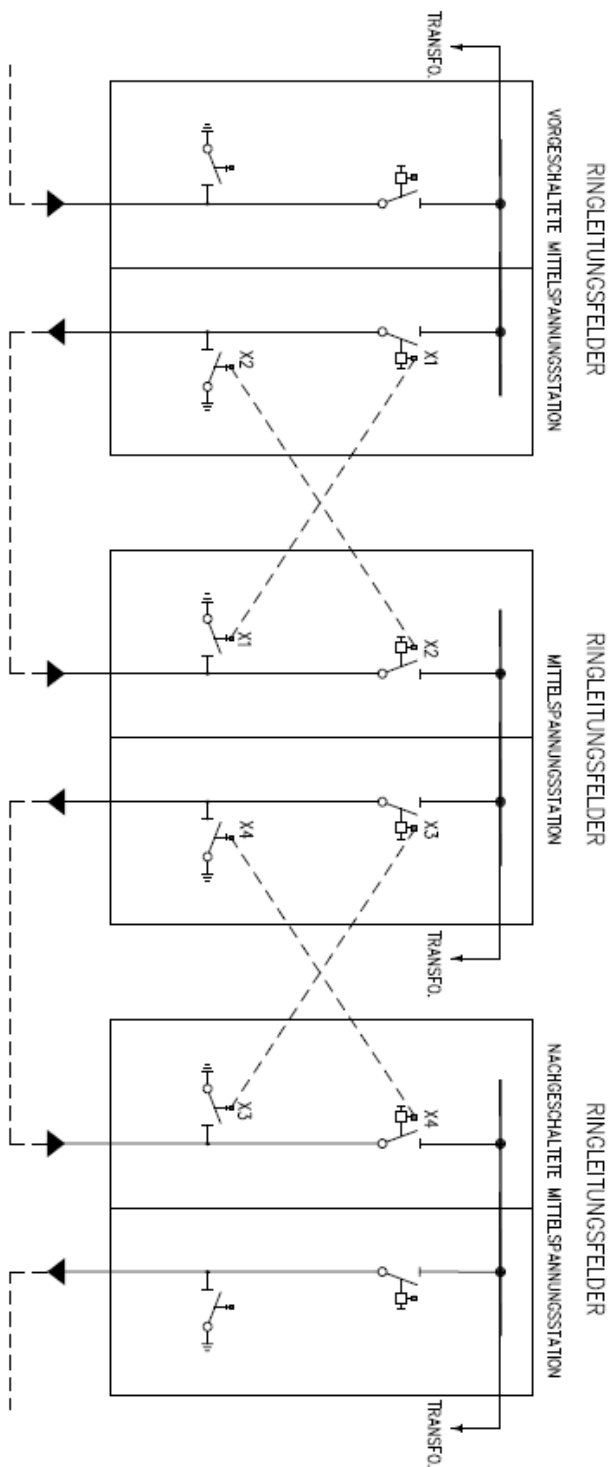 RINGLEITUNGSFELDER
VORGESCHALTETE MITTELSPANNUNGSSTATION
TRANSFO.
X1
X2
RINGLEITUNGSFELDER
MITTELSPANNUNGSSTATION
X2
X1
X3
X4
TRANSFO.
RINGLEITUNGSFELDER
NACHGESCHALTETE MITTELSPANNUNGSSTATION
X4
X3
TRANSFO.